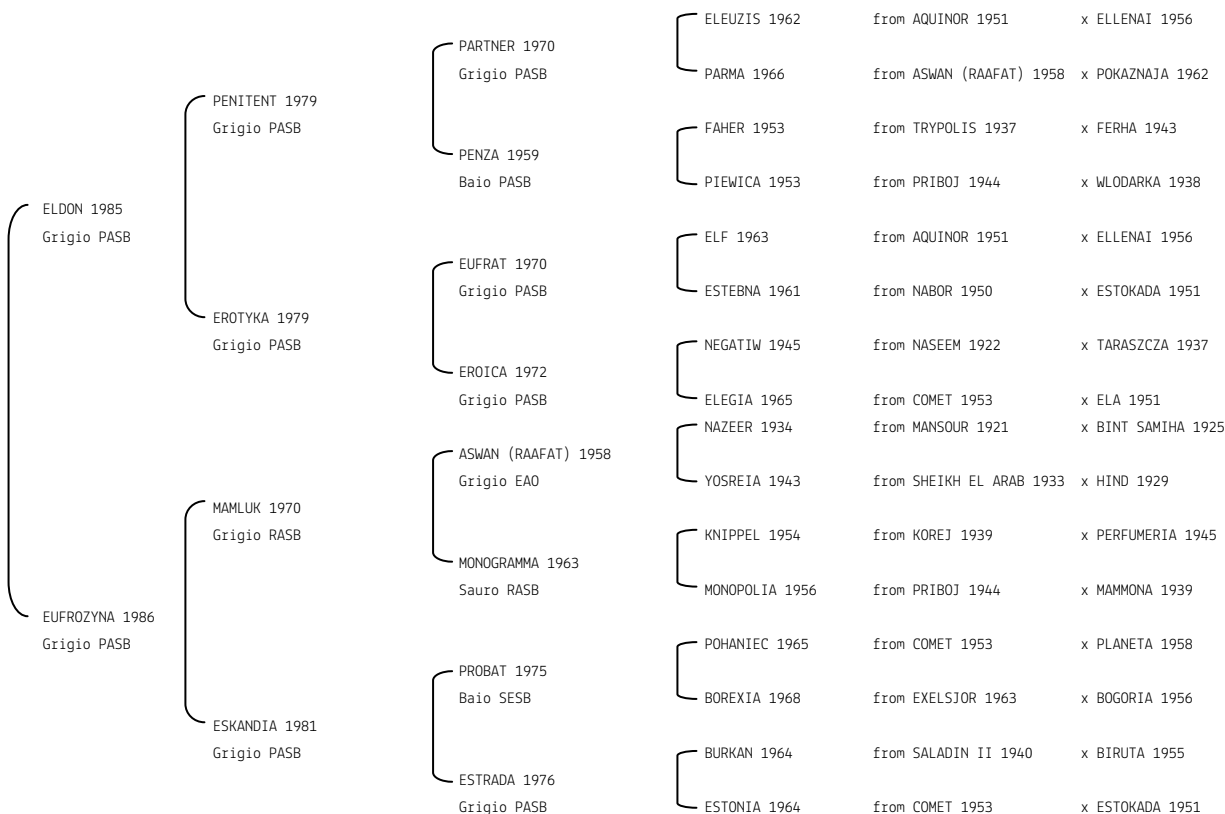 ELEUZIS 1962 from AQUINOR 1951 x ELLENAI 1956
PARTNER 1970
Grigio PASB
PARMA 1966 from ASWAN (RAAFAT) 1958 x POKAZNAJA 1962
PENITENT 1979
Grigio PASB
FAHER 1953 from TRYPOLIS 1937 x FERHA 1943
PENZA 1959
Baio PASB
PIEWICA 1953 from PRIBOJ 1944 x WLODARKA 1938
ELDON 1985
Grigio PASB
ELF 1963 from AQUINOR 1951 x ELLENAI 1956
EUFRAT 1970
Grigio PASB
ESTEBNA 1961 from NABOR 1950 x ESTOKADA 1951
EROTYKA 1979
Grigio PASB
NEGATIW 1945 from NASEEM 1922 x TARASZCZA 1937
EROICA 1972
Grigio PASB
ELEGIA 1965 from COMET 1953 x ELA 1951
NAZEER 1934 from MANSOUR 1921 x BINT SAMIHA 1925
ASWAN (RAAFAT) 1958
Grigio EAO
YOSREIA 1943 from SHEIKH EL ARAB 1933 x HIND 1929
MAMLUK 1970
Grigio RASB
KNIPPEL 1954 from KOREJ 1939 x PERFUMERIA 1945
MONOGRAMMA 1963
Sauro RASB
MONOPOLIA 1956 from PRIBOJ 1944 x MAMMONA 1939
EUFROZYNA 1986
Grigio PASB
POHANIEC 1965 from COMET 1953 x PLANETA 1958
PROBAT 1975
Baio SESB
BOREXIA 1968 from EXELSJOR 1963 x BOGORIA 1956
ESKANDIA 1981
Grigio PASB
BURKAN 1964 from SALADIN II 1940 x BIRUTA 1955
ESTRADA 1976
Grigio PASB
ESTONIA 1964 from COMET 1953 x ESTOKADA 1951